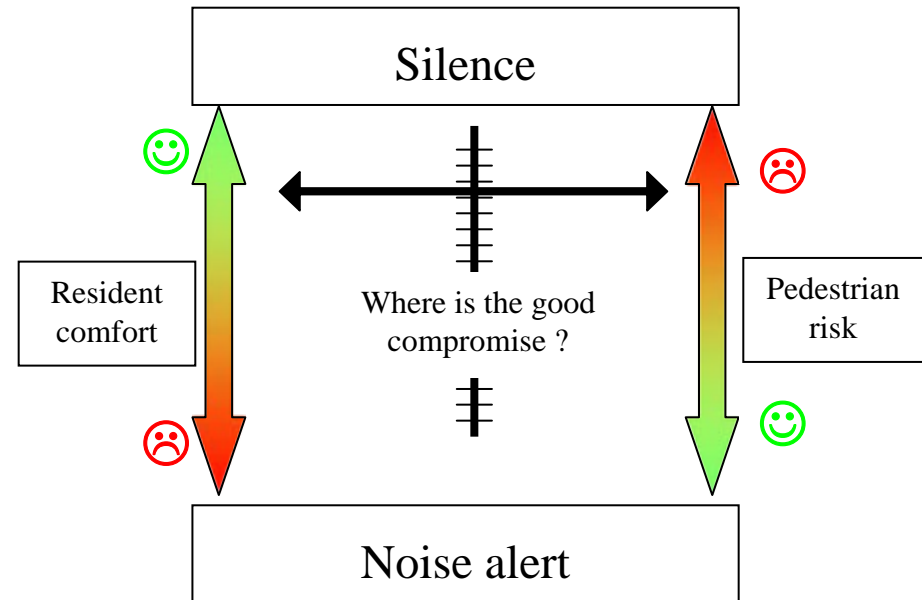 Silence
Resident
comfort
Where is the good
compromise ?
Pedestrian
risk
Noise alert